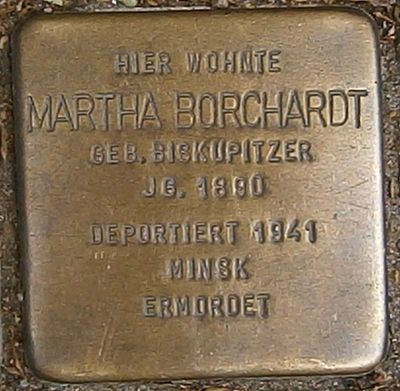 HIER WOHNTE
MARTHA BORCHARDT
GEB. BISKUPITZER
JG. 1890
DEPORTIERT 1941
MINSK
ERMORDET